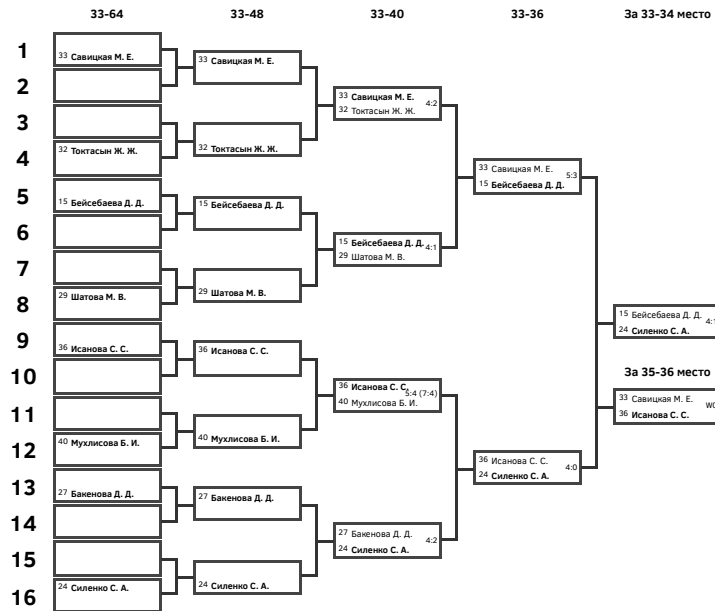 33-64 33-48 33-40 33-36 За 33-34 место
1
33 Савицкая М. Е.
33 Савицкая М. Е.
2
33 Савицкая М. Е. 4:2
32 Токтасын Ж. Ж.
3
4
32 Токтасын Ж. Ж.
32 Токтасын Ж. Ж.
33 Савицкая М. Е. 5:3
15 Бейсебаева Д. Д.
5
15 Бейсебаева Д. Д.
15 Бейсебаева Д. Д.
6
15 Бейсебаева Д. Д. 4:1
29 Шатова М. В.
7
8
29 Шатова М. В.
29 Шатова М. В.
15 Бейсебаева Д. Д.
24 Силенко С. А.
9
36 Исанова С. С.
36 Исанова С. С.
За 35-36 место
10
36 Исанова С. С. 5:4 (7:4)
40 Мухлисова Б. И.
33 Савицкая М. Е.
36 Исанова С. С.
11
12
40 Мухлисова Б. И.
40 Мухлисова Б. И.
36 Исанова С. С. 4:0
24 Силенко С. А.
13
27 Бакенова Д. Д.
27 Бакенова Д. Д.
14
27 Бакенова Д. Д. 4:2
24 Силенко С. А.
15
16
24 Силенко С. А.
24 Силенко С. А.